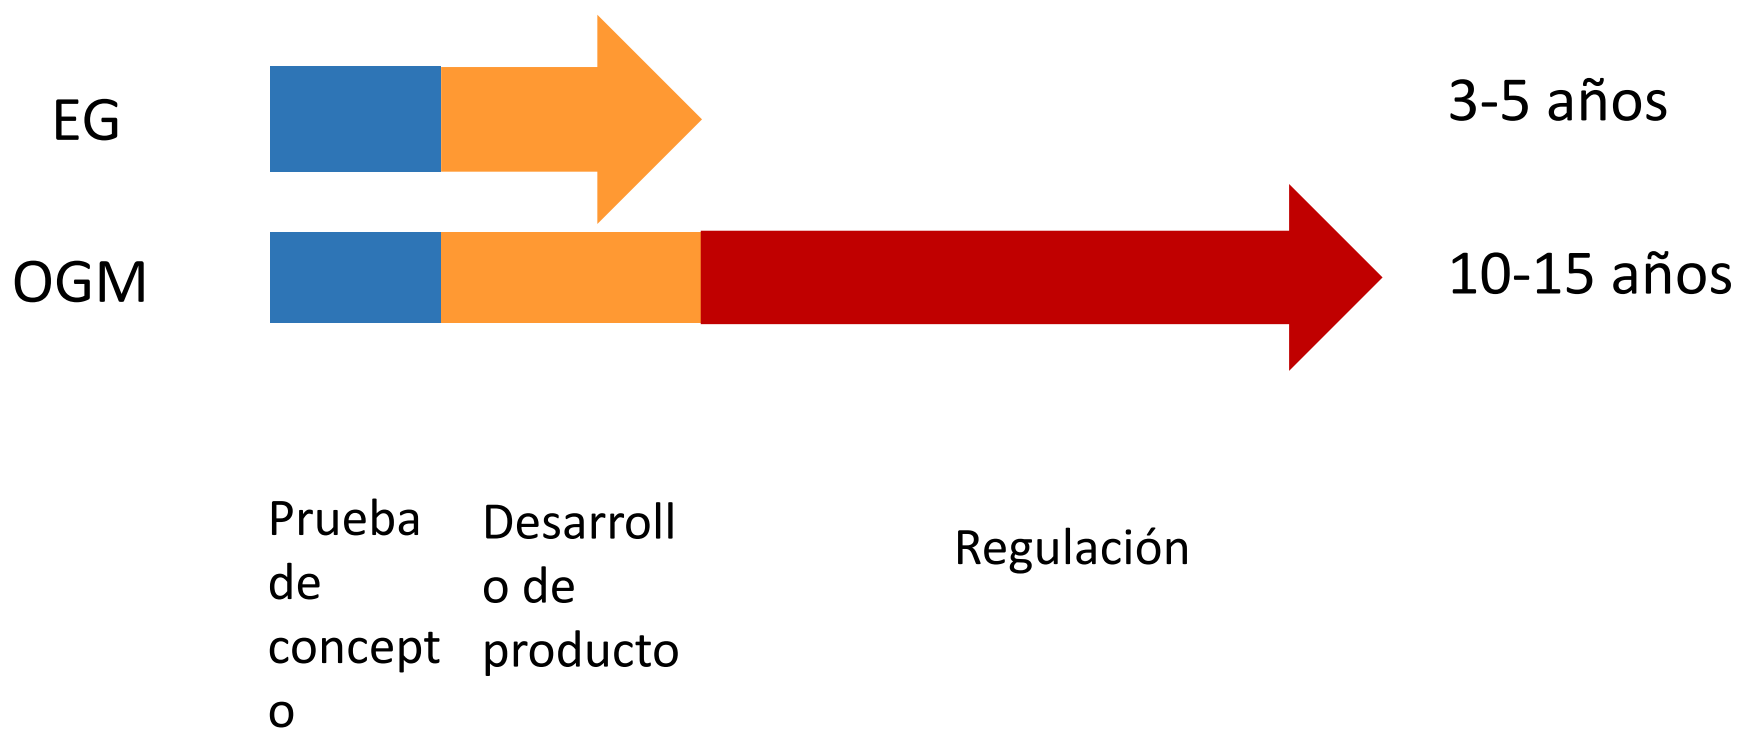 EG
3-5 años
OGM
10-15 años
Prueba
de
concept
o
Desarroll
o de
producto
Regulación